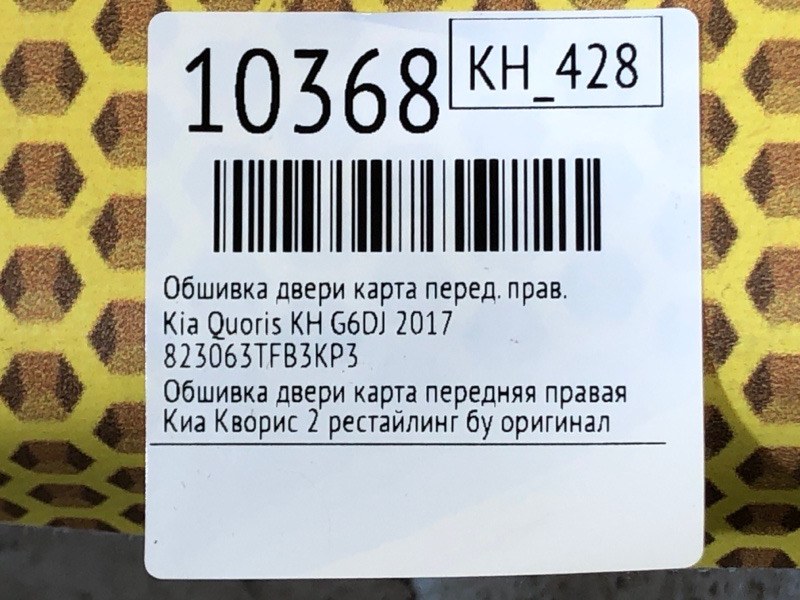 10368
KH_428
Обшивка двери карта перед. прав.
Kia Quoris KH G6DJ 2017
823063TFB3KP3
Обшивка двери карта передняя правая
Киа Кворис 2 рестайлинг бу оригинал